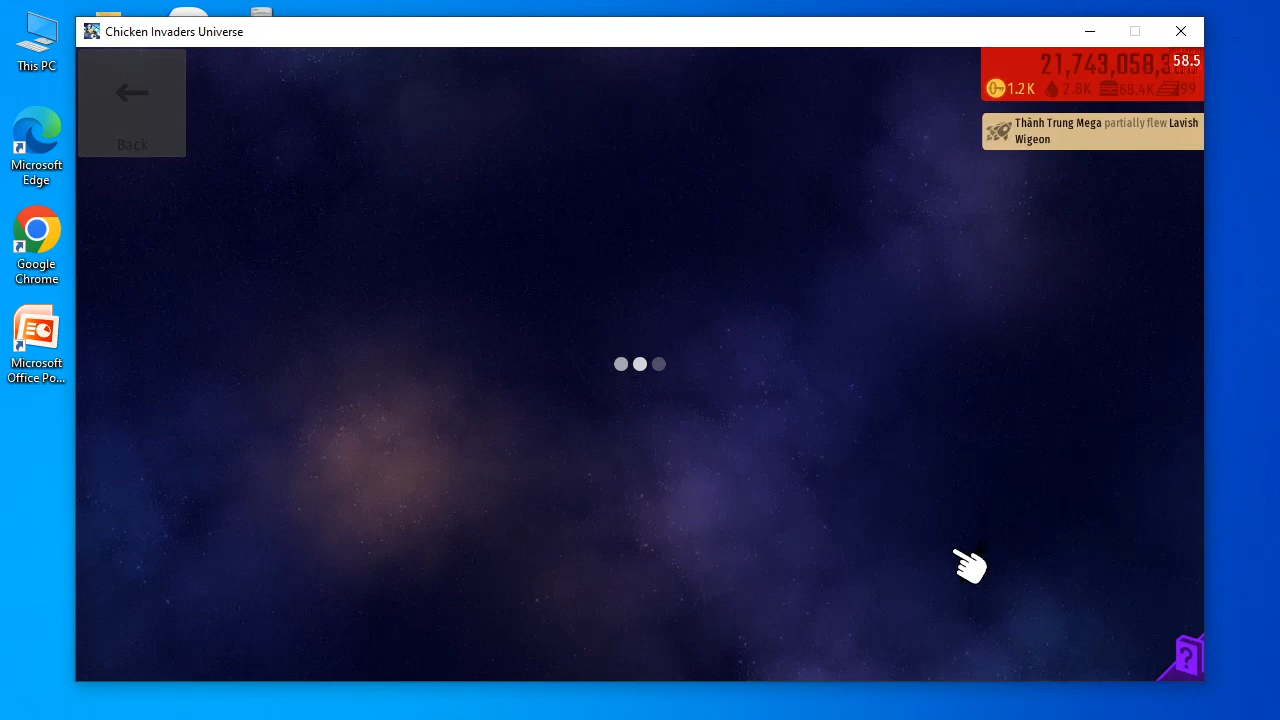 This PC
Microsoft
Edge
Google
Chrome
Microsoft
Office Po...
Chicken Invaders Universe
Back
21,743,058,3
58.5
1.2K
2.8K
68.4K
99
Thành Trung Mega partially flew Lavish
Wigeon
?